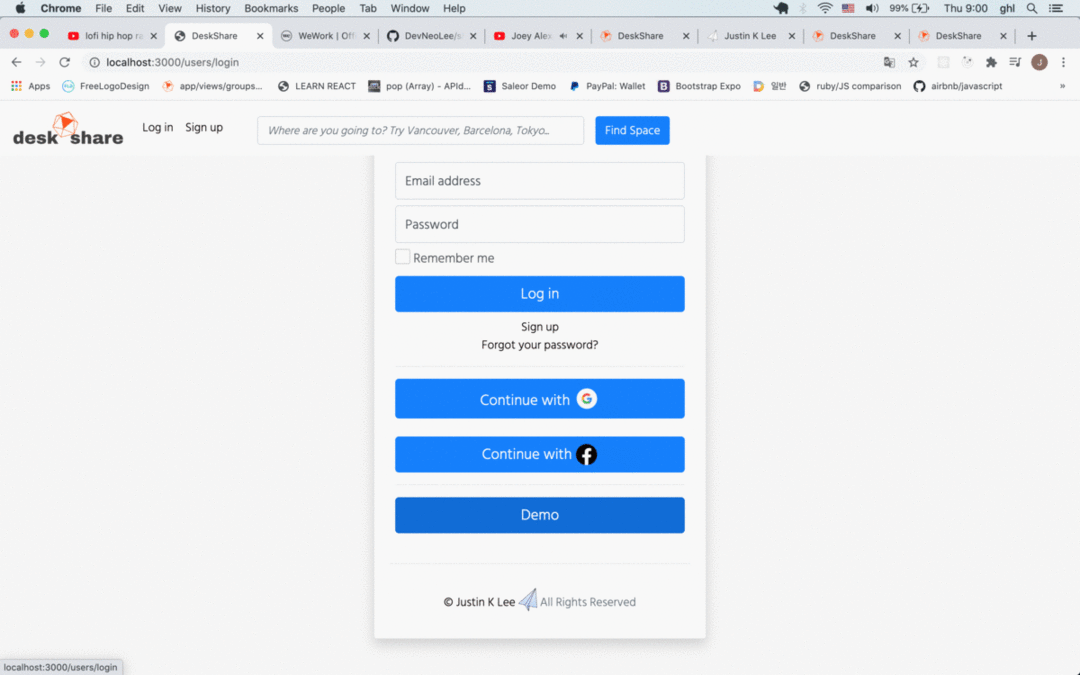 Chrome File Edit View History Bookmarks People Tab Window Help 99% Thu 9:00 ghl
lofi hip hop ra DeskShare WeWork | Offi DevNeoLee/s Joey Alex DeskShare Justin K Lee DeskShare DeskShare
localhost:3000/users/login J
Apps FreeLogoDesign app/views/groups... LEARN REACT pop (Array) - APId... Saleor Demo PayPal: Wallet Bootstrap Expo 일반 ruby/JS comparison airbnb/javascript »
desk share Log in Sign up Where are you going to? Try Vancouver, Barcelona, Tokyo... Find Space
Email address
Password
Remember me
Log in
Sign up
Forgot your password?
Continue with G
Continue with f
Demo
© Justin K Lee All Rights Reserved
localhost:3000/users/login